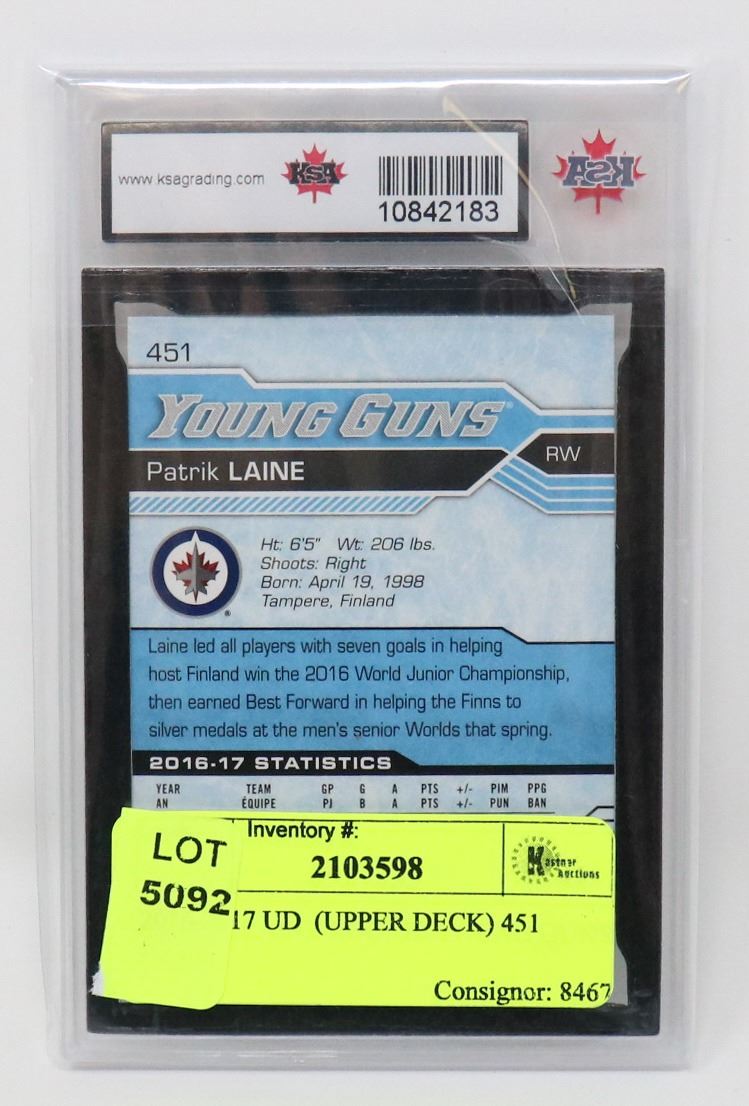 www.ksagrading.com
KSA
10842183
KSA
451
YOUNG GUNS
Patrik LAINE
RW
Ht: 6'5" Wt: 206 lbs.
Shoots: Right
Born: April 19, 1998
Tampere, Finland
Laine led all players with seven goals in helping
host Finland win the 2016 World Junior Championship,
then earned Best Forward in helping the Finns to
silver medals at the men's senior Worlds that spring.
2016-17 STATISTICS
YEAR TEAM GP G A PTS +/- PIM PPG
AN ÉQUIPE PJ B A PTS +/- PUN BAN
LOT
5092
Inventory #:
2103598
Kastner
Auctions
17 UD (UPPER DECK) 451
Consignor: 8467